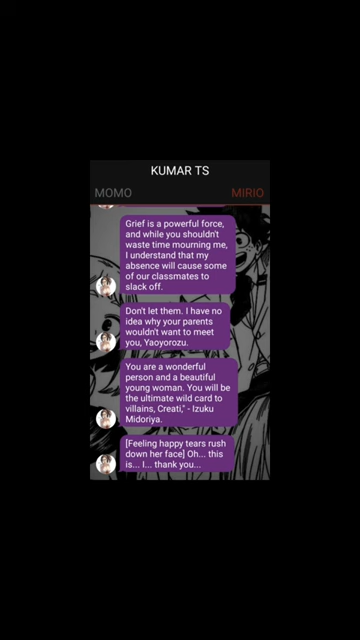 KUMAR TS
MOMO
MIRIO
Grief is a powerful force,
and while you shouldn't
waste time mourning me,
I understand that my
absence will cause some
of our classmates to
slack off.
Don't let them. I have no
idea why your parents
wouldn't want to meet
you, Yaoyorozu.
You are a wonderful
person and a beautiful
young woman. You will be
the ultimate wild card to
villains, Creati," - Izuku
Midoriya.
[Feeling happy tears rush
down her face] Oh... this
is... I... thank you...